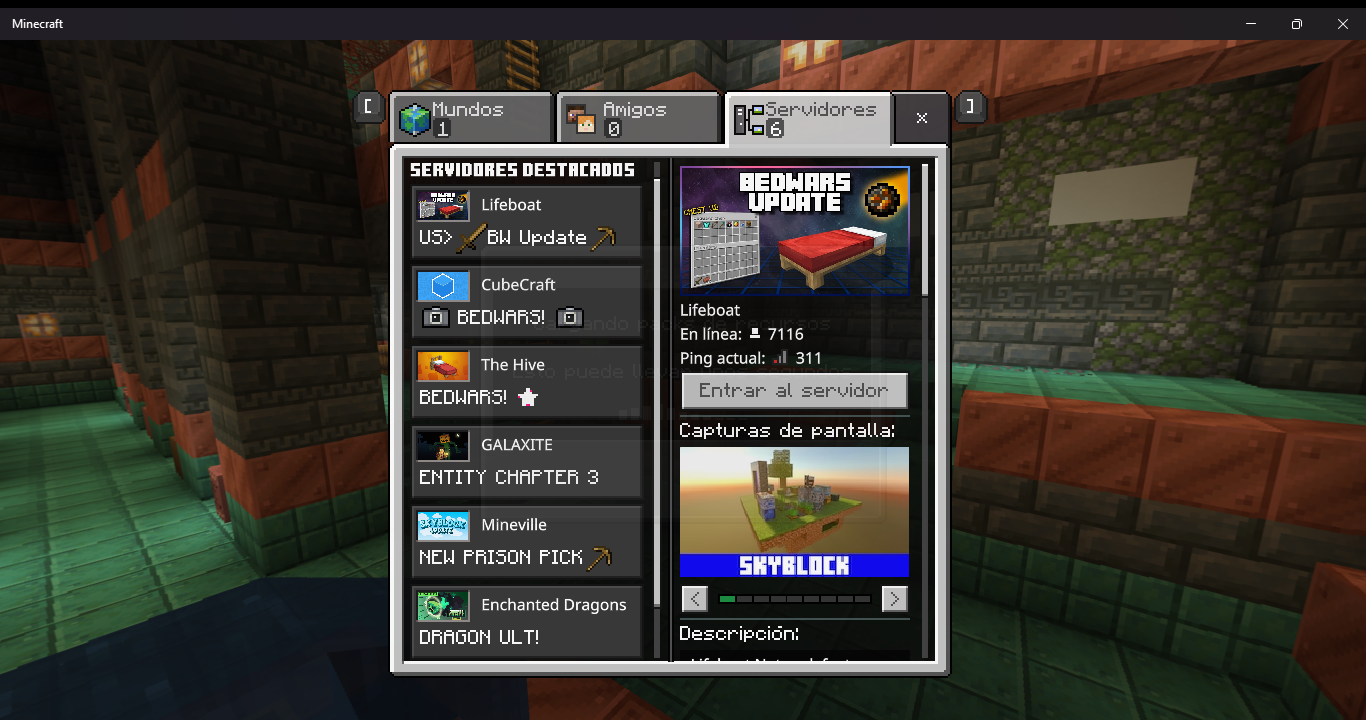 Minecraft
[
Mundos
1
Amigos
0
Servidores
6
]
SERVIDORES DESTACADOS
Lifeboat
US> BW Update
CubeCraft
BEDWARS!
The Hive
BEDWARS!
GALAXITE
ENTITY CHAPTER 3
Mineville
NEW PRISON PICK
Enchanted Dragons
DRAGON ULT!
BEDWARS
UPDATE
Lifeboat
En línea: 7116
Ping actual: 311
Entrar al servidor
Capturas de pantalla:
SKYBLOCK
Descripción: